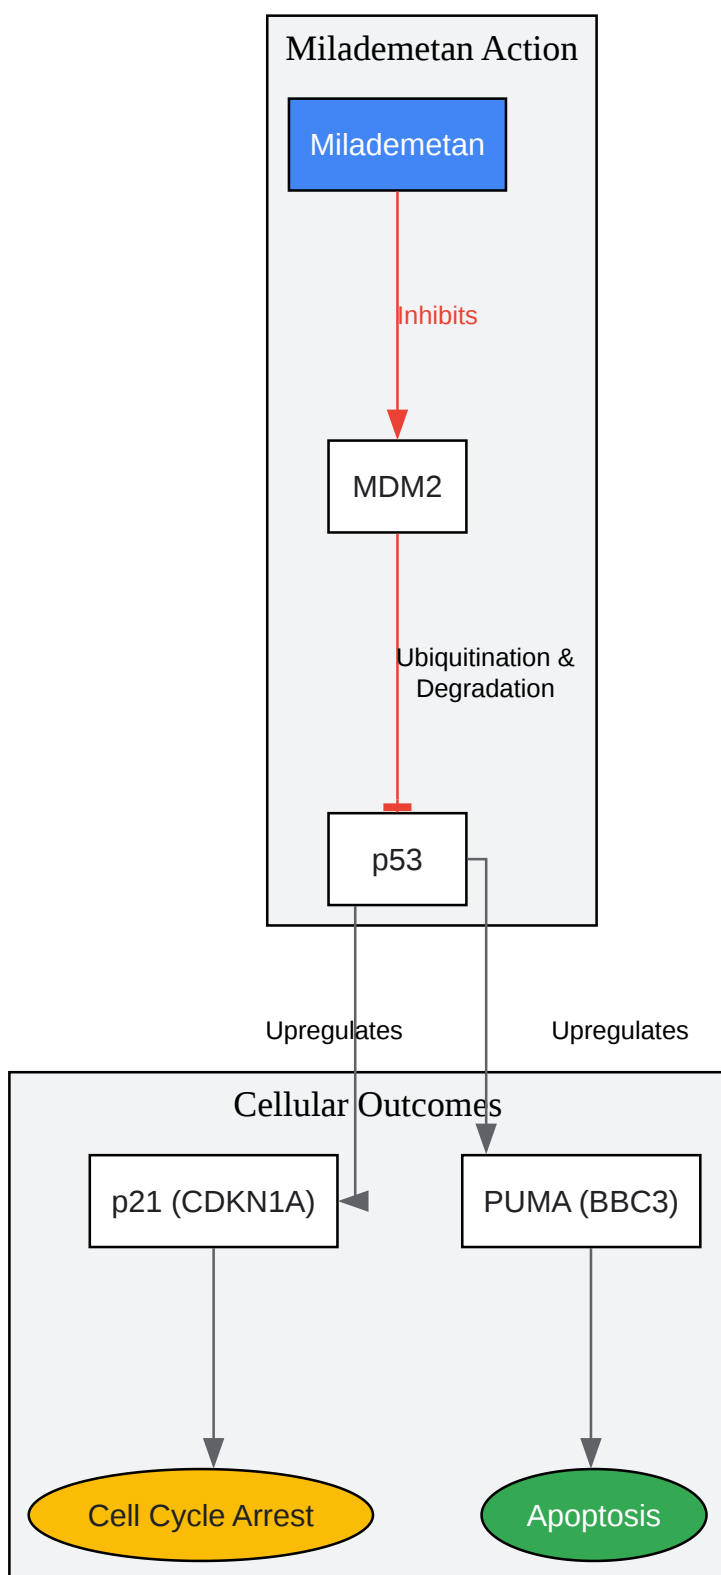 Milademetan Action
Milademetan
Inhibits
MDM2
Ubiquitination &
Degradation
p53
Upregulates
Upregulates
Cellular Outcomes
p21 (CDKN1A)
PUMA (BBC3)
Cell Cycle Arrest
Apoptosis